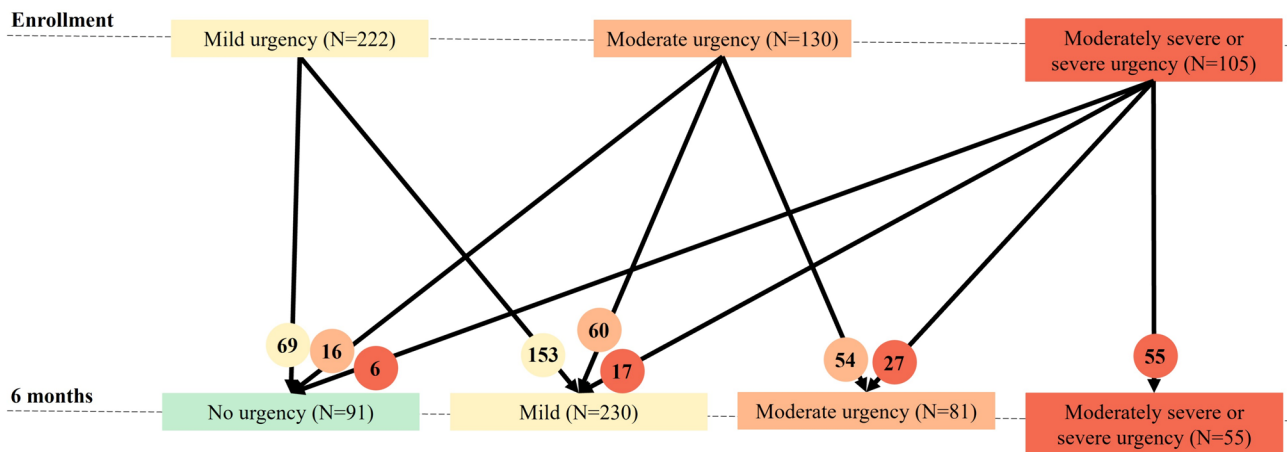 Enrollment
Mild urgency (N=222)
Moderate urgency (N=130)
Moderately severe or
severe urgency (N=105)
69
16
6
153
60
17
54
27
55
6 months
No urgency (N=91)
Mild (N=230)
Moderate urgency (N=81)
Moderately severe or
severe urgency (N=55)